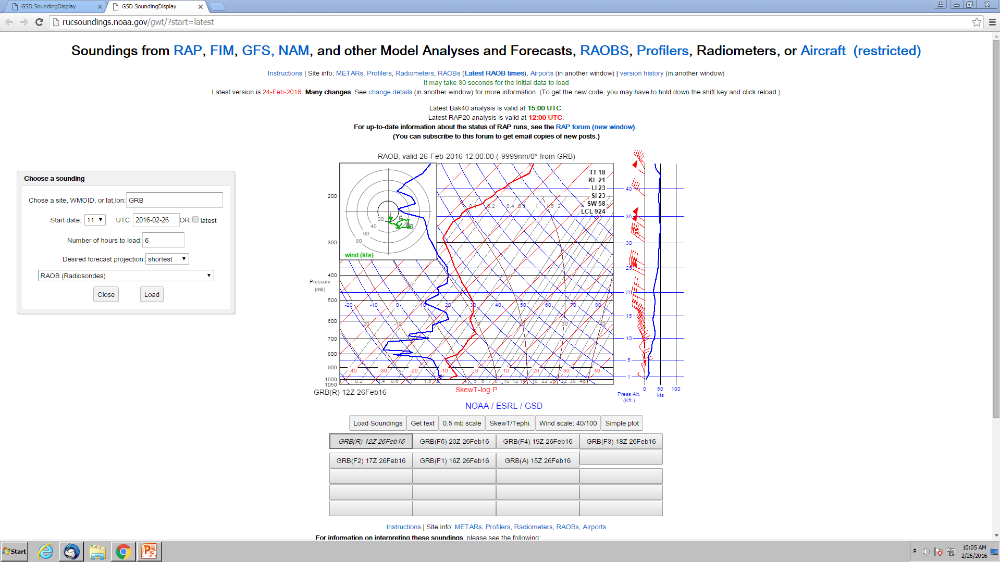 GSD SoundingDisplay
GSD SoundingDisplay
rucsoundings.noaa.gov/gwt/?start=latest
Soundings from RAP, FIM, GFS, NAM, and other Model Analyses and Forecasts, RAOBS, Profilers, Radiometers, or Aircraft (restricted)
Instructions | Site info: METARs, Profilers, Radiometers, RAOBs (Latest RAOB times), Airports (in another window) | version history (in another window)
It may take 30 seconds for the initial data to load
Latest version is 24-Feb-2016. Many changes. See change details (in another window) for more information. (To get the new code, you may have to hold down the shift key and click reload.)
Latest Bak40 analysis is valid at 15:00 UTC.
Latest RAP20 analysis is valid at 12:00 UTC.
For up-to-date information about the status of RAP runs, see the RAP forum (new window).
(You can subscribe to this forum to get email copies of new posts.)
Choose a sounding
Chose a site, WMOID, or lat,lon: GRB
Start date: 11 UTC 2016-02-26 OR latest
Number of hours to load: 6
Desired forecast projection: shortest
RAOB (Radiosondes)
Close Load
RAOB, valid 26-Feb-2016 12:00:00 (-9999nm/0° from GRB)
TT 18
KI -21
LI 23
SI 23
SW 58
LCL 924
20
40
60
80
wind (kts)
0.2 0.4 1 1.5 2
200
300
400
Pressure
(mb)
500
600
700
800
900
1000
1050
-20 -10 0 10 20 30 40 50 60 70 80
-20 -10 10 20 30 40
-40 -30 -20 -10 0 10 20 30 40
0.2 0.4 0.6 1 1.5 2 4 5 6 7 8 10 12 14 18 22 26 32 38 46
40
35
30
25
20
15
10
5
1
0 50 100
kts
Press Alt.
(Kft.)
GRB(R) 12Z 26Feb16
SkewT-log P
NOAA / ESRL / GSD
Load Soundings Get text 0.5 mb scale SkewT/Tephi. Wind scale: 40/100 Simple plot
GRB(R) 12Z 26Feb16 GRB(F5) 20Z 26Feb16 GRB(F4) 19Z 26Feb16 GRB(F3) 18Z 26Feb16
GRB(F2) 17Z 26Feb16 GRB(F1) 16Z 26Feb16 GRB(A) 15Z 26Feb16
Instructions | Site info: METARs, Profilers, Radiometers, RAOBs, Airports
For information on interpreting these soundings, please see the following:
Start
10:05 AM
2/26/2016